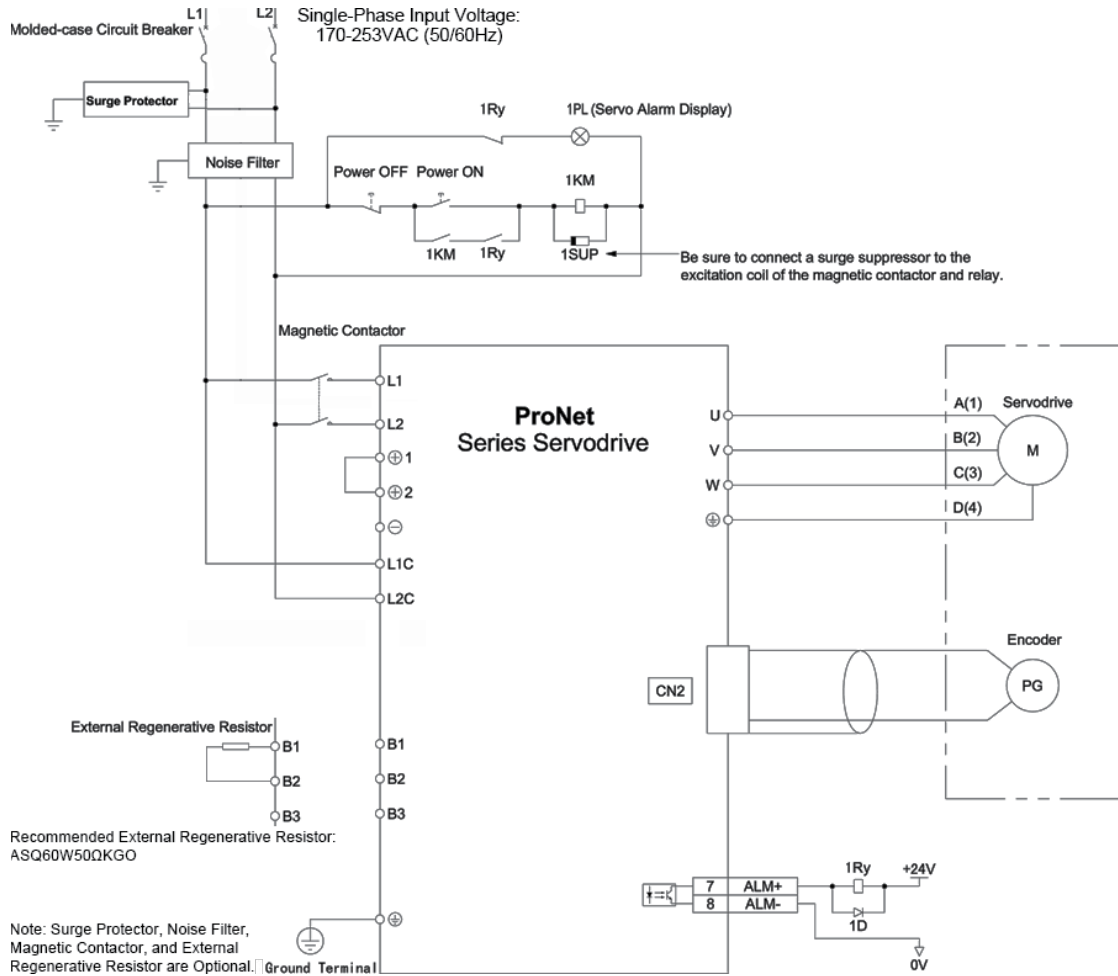 L1
L2
Single-Phase Input Voltage:
170-253VAC (50/60Hz)
Molded-case Circuit Breaker
Surge Protector
1Ry
1PL (Servo Alarm Display)
Noise Filter
Power OFF
Power ON
1KM
1KM
1Ry
1SUP
Be sure to connect a surge suppressor to the
excitation coil of the magnetic contactor and relay.
Magnetic Contactor
L1
L2
⊕1
⊕2
⊖
L1C
L2C
ProNet
Series Servodrive
U
V
W
A(1)
B(2)
C(3)
D(4)
Servodrive
M
CN2
Encoder
PG
External Regenerative Resistor
B1
B2
B3
B1
B2
B3
Recommended External Regenerative Resistor:
ASQ60W50ΩKGO
7 ALM+
8 ALM-
1Ry
+24V
1D
0V
Note: Surge Protector, Noise Filter,
Magnetic Contactor, and External
Regenerative Resistor are Optional.
Ground Terminal